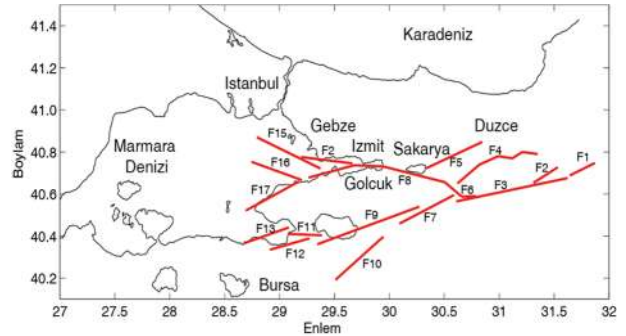 41.4
41.2
41.0
40.8
40.6
40.4
40.2
Boylam
Karadeniz
Istanbul
Marmara
Denizi
Gebze
Izmit
Sakarya
Duzce
Golcuk
Bursa
F15
F2
F16
F17
F8
F5
F4
F2
F1
F3
F6
F7
F9
F13
F11
F12
F10
27
27.5
28
28.5
29
29.5
30
30.5
31
31.5
32
Enlem